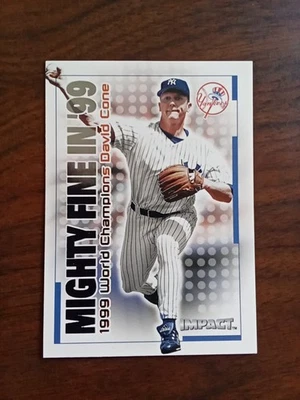 MIGHTY FINE IN '99
1999 World Champions David Cone
NY
Yankees
IMPACT